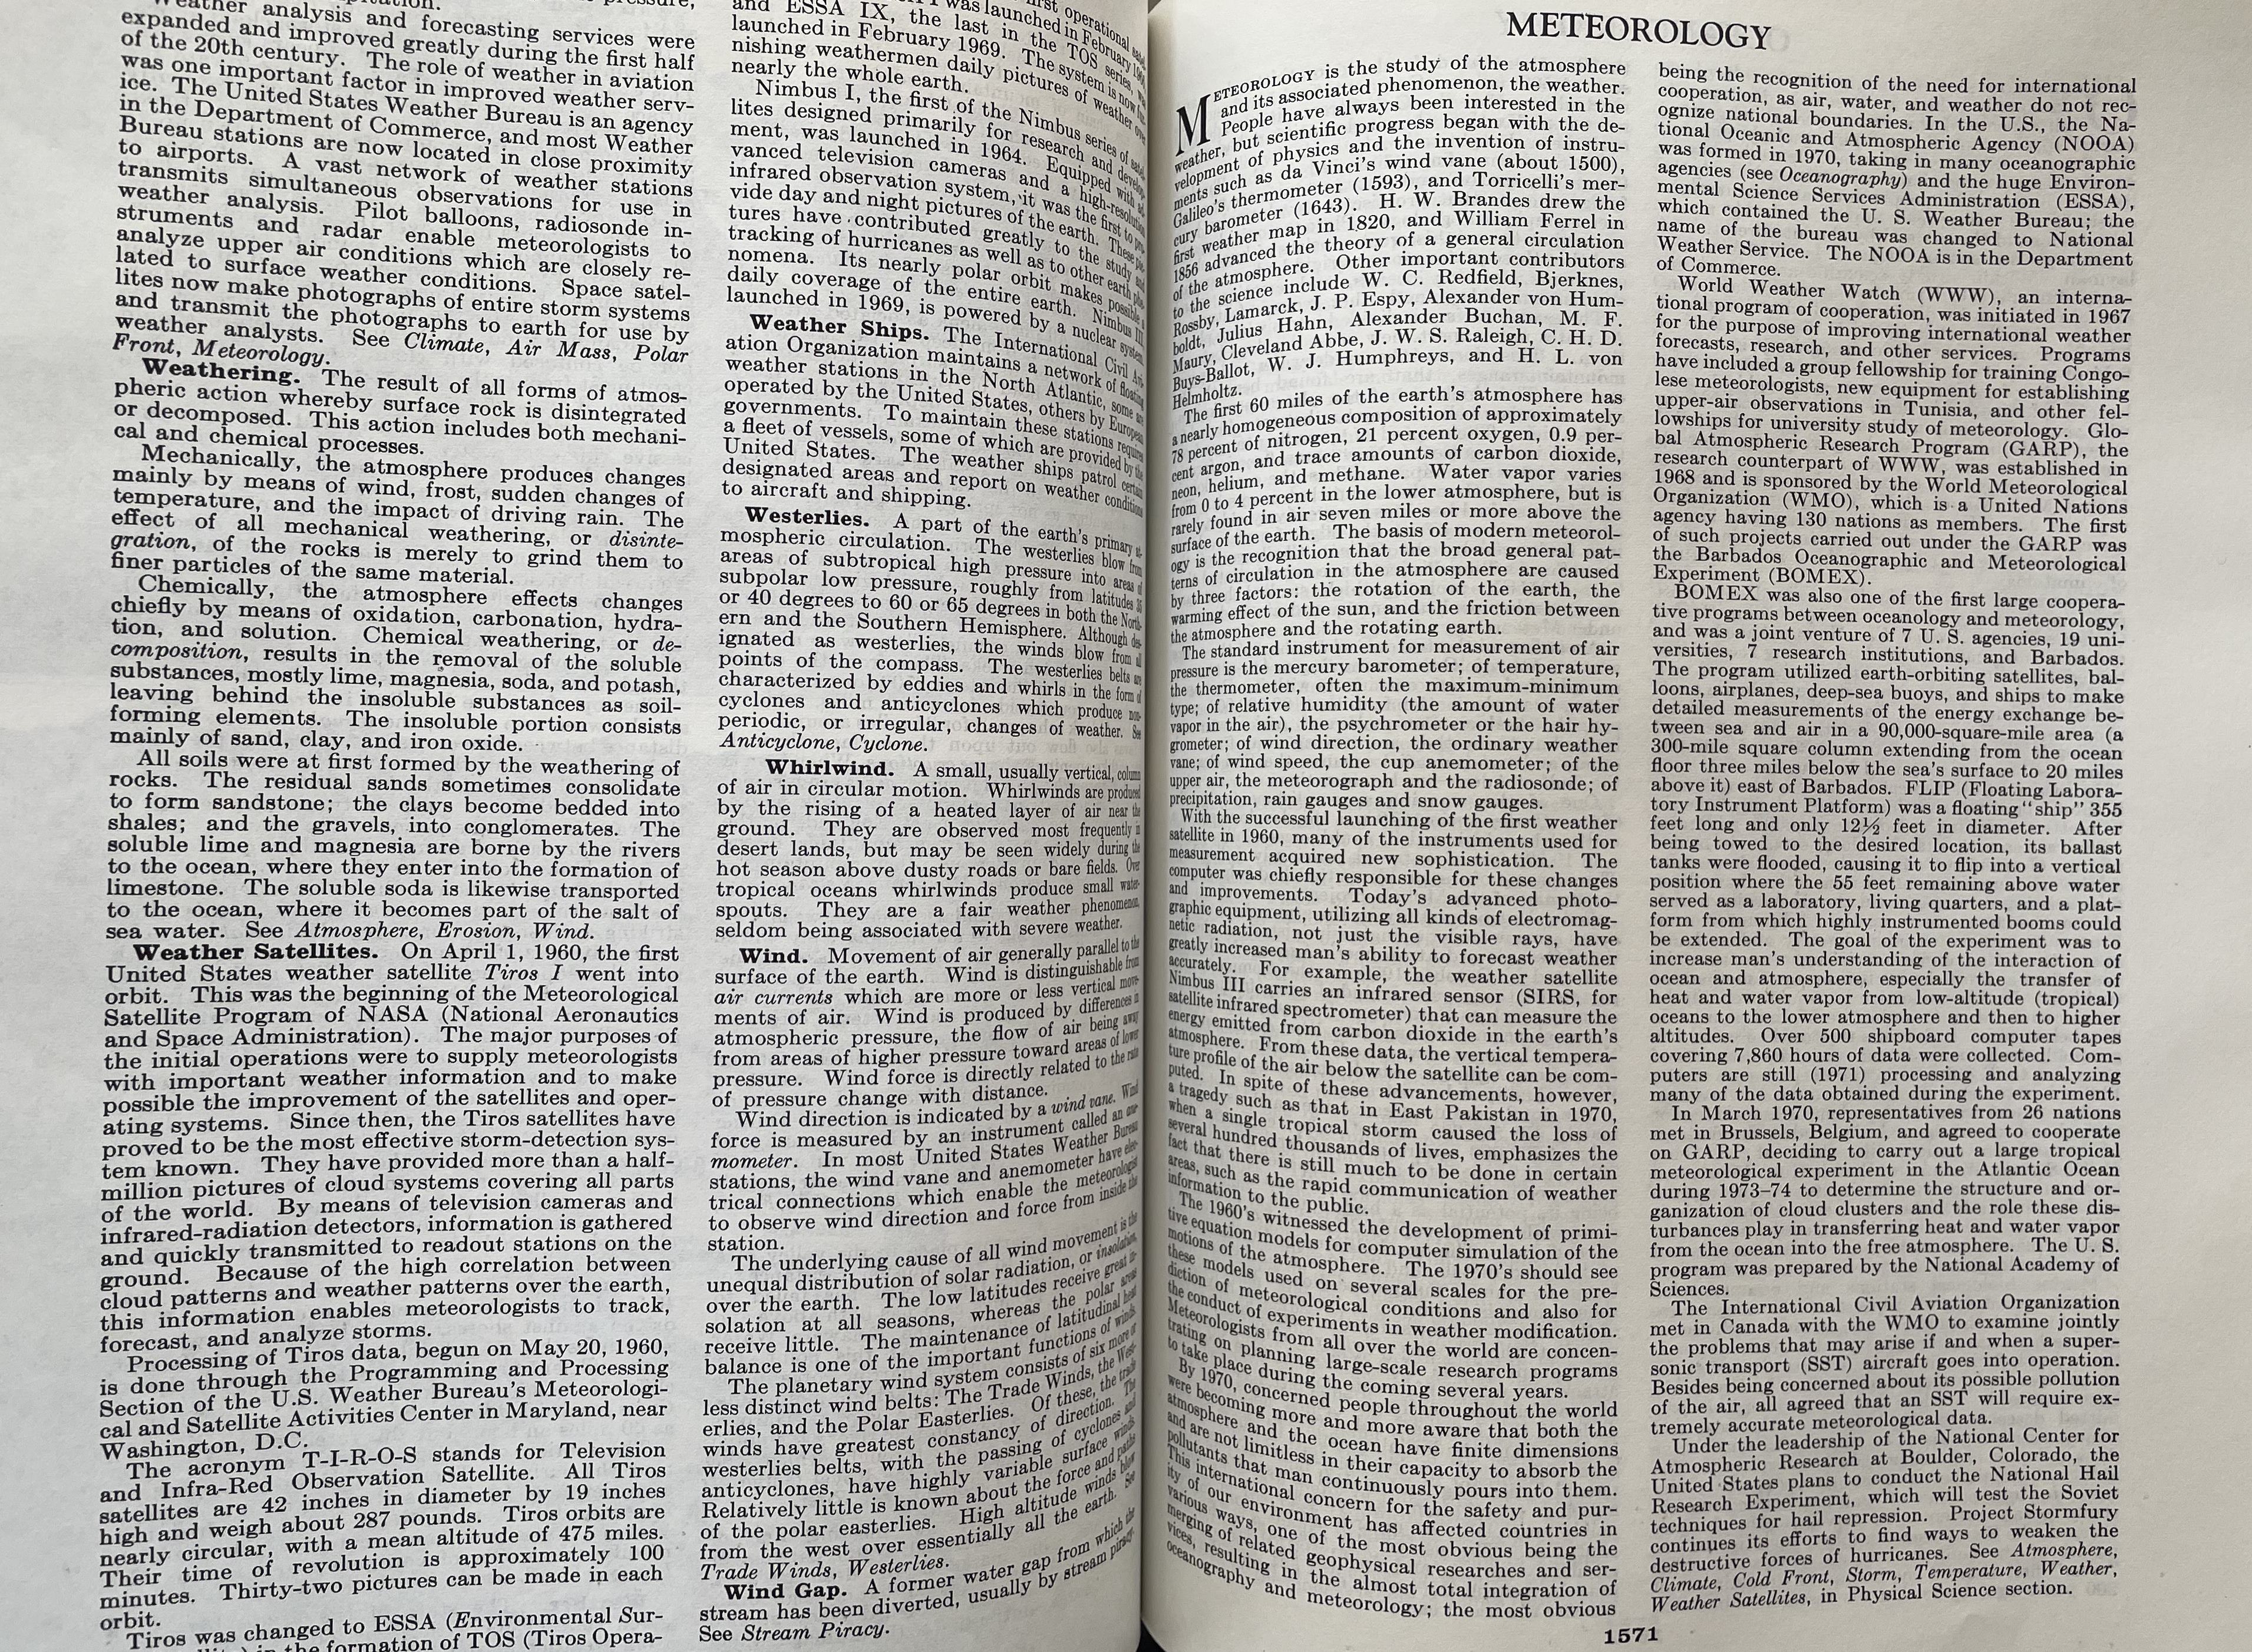 Weather analysis and forecasting services were
expanded and improved greatly during the first half
of the 20th century. The role of weather in aviation
was one important factor in improved weather serv-
ice. The United States Weather Bureau is an agency
in the Department of Commerce, and most Weather
Bureau stations are now located in close proximity
to airports. A vast network of weather stations
transmits simultaneous observations for use in
weather analysis. Pilot balloons, radiosonde in-
struments and radar enable meteorologists to
analyze upper air conditions which are closely re-
lated to surface weather conditions. Space satel-
lites now make photographs of entire storm systems
and transmit the photographs to earth for use by
weather analysts. See Climate, Air Mass, Polar
Front, Meteorology.
Weathering. The result of all forms of atmos-
pheric action whereby surface rock is disintegrated
or decomposed. This action includes both mechani-
cal and chemical processes.
Mechanically, the atmosphere produces changes
mainly by means of wind, frost, sudden changes of
temperature, and the impact of driving rain. The
effect of all mechanical weathering, or disinte-
gration, of the rocks is merely to grind them to
finer particles of the same material.
Chemically, the atmosphere effects changes
chiefly by means of oxidation, carbonation, hydra-
tion, and solution. Chemical weathering, or de-
composition, results in the removal of the soluble
substances, mostly lime, magnesia, soda, and potash,
leaving behind the insoluble substances as soil-
forming elements. The insoluble portion consists
mainly of sand, clay, and iron oxide.
All soils were at first formed by the weathering of
rocks. The residual sands sometimes consolidate
to form sandstone; the clays become bedded into
shales; and the gravels, into conglomerates. The
soluble lime and magnesia are borne by the rivers
to the ocean, where they enter into the formation of
limestone. The soluble soda is likewise transported
to the ocean, where it becomes part of the salt of
sea water. See Atmosphere, Erosion, Wind.
Weather Satellites. On April 1, 1960, the first
United States weather satellite Tiros I went into
orbit. This was the beginning of the Meteorological
Satellite Program of NASA (National Aeronautics
and Space Administration). The major purposes of
the initial operations were to supply meteorologists
with important weather information and to make
possible the improvement of the satellites and oper-
ating systems. Since then, the Tiros satellites have
proved to be the most effective storm-detection sys-
tem known. They have provided more than a half-
million pictures of cloud systems covering all parts
of the world. By means of television cameras and
infrared-radiation detectors, information is gathered
and quickly transmitted to readout stations on the
ground. Because of the high correlation between
cloud patterns and weather patterns over the earth,
this information enables meteorologists to track,
forecast, and analyze storms.
Processing of Tiros data, begun on May 20, 1960,
is done through the Programming and Processing
Section of the U.S. Weather Bureau's Meteorologi-
cal and Satellite Activities Center in Maryland, near
Washington, D.C.
The acronym T-I-R-O-S stands for Television
and Infra-Red Observation Satellite. All Tiros
satellites are 42 inches in diameter by 19 inches
high and weigh about 287 pounds. Tiros orbits are
nearly circular, with a mean altitude of 475 miles.
Their time of revolution is approximately 100
minutes. Thirty-two pictures can be made in each
orbit.
Tiros was changed to ESSA (Environmental Sur-
in the formation of TOS (Tiros Opera-
I was launched in February
and ESSA IX, the last in the TOS series, was
launched in February 1969. The system is now fur-
nishing weathermen daily pictures of weather over
nearly the whole earth.
Nimbus I, the first of the Nimbus series of satel-
lites designed primarily for research and develop-
ment, was launched in 1964. Equipped with ad-
vanced television cameras and a high-resolution
infrared observation system, it was the first to pro-
vide day and night pictures of the earth. These pic-
tures have contributed greatly to the study and
tracking of hurricanes as well as to other earth phe-
nomena. Its nearly polar orbit makes possible a
daily coverage of the entire earth. Nimbus III,
launched in 1969, is powered by a nuclear system.
Weather Ships. The International Civil Avi-
ation Organization maintains a network of floating
weather stations in the North Atlantic, some are
operated by the United States, others by European
governments. To maintain these stations requires
a fleet of vessels, some of which are provided by the
United States. The weather ships patrol certain
designated areas and report on weather conditions
to aircraft and shipping.
Westerlies. A part of the earth's primary at-
mospheric circulation. The westerlies blow from
areas of subtropical high pressure into areas of
subpolar low pressure, roughly from latitudes 35
or 40 degrees to 60 or 65 degrees in both the North-
ern and the Southern Hemisphere. Although des-
ignated as westerlies, the winds blow from all
points of the compass. The westerlies belts are
characterized by eddies and whirls in the form of
cyclones and anticyclones which produce non-
periodic, or irregular, changes of weather. See
Anticyclone, Cyclone.
Whirlwind. A small, usually vertical, column
of air in circular motion. Whirlwinds are produced
by the rising of a heated layer of air near the
ground. They are observed most frequently in
desert lands, but may be seen widely during the
hot season above dusty roads or bare fields. Over
tropical oceans whirlwinds produce small water-
spouts. They are a fair weather phenomenon,
seldom being associated with severe weather.
Wind. Movement of air generally parallel to the
surface of the earth. Wind is distinguishable from
air currents which are more or less vertical move-
ments of air. Wind is produced by differences in
atmospheric pressure, the flow of air being away
from areas of higher pressure toward areas of lower
pressure. Wind force is directly related to the rate
of pressure change with distance.
Wind direction is indicated by a wind vane. Wind
force is measured by an instrument called an ane-
mometer. In most United States Weather Bureau
stations, the wind vane and anemometer have elec-
trical connections which enable the meteorologist
to observe wind direction and force from inside the
station.
The underlying cause of all wind movement is the
unequal distribution of solar radiation, or insolation,
over the earth. The low latitudes receive great in-
solation at all seasons, whereas the polar areas
receive little. The maintenance of latitudinal heat
balance is one of the important functions of winds.
The planetary wind system consists of six more or
less distinct wind belts: The Trade Winds, the West-
erlies, and the Polar Easterlies. Of these, the trade
winds have greatest constancy of direction. The
westerlies belts, with the passing of cyclones and
anticyclones, have highly variable surface winds.
Relatively little is known about the force and paths
of the polar easterlies. High altitude winds blow
from the west over essentially all the earth. See
Trade Winds, Westerlies.
Wind Gap. A former water gap from which the
stream has been diverted, usually by stream piracy.
See Stream Piracy.
METEOROLOGY
METEOROLOGY is the study of the atmosphere
and its associated phenomenon, the weather.
People have always been interested in the
weather, but scientific progress began with the de-
velopment of physics and the invention of instru-
ments such as da Vinci's wind vane (about 1500),
Galileo's thermometer (1593), and Torricelli's mer-
cury barometer (1643). H. W. Brandes drew the
first weather map in 1820, and William Ferrel in
1856 advanced the theory of a general circulation
of the atmosphere. Other important contributors
to the science include W. C. Redfield, Bjerknes,
Rossby, Lamarck, J. P. Espy, Alexander von Hum-
boldt, Julius Hahn, Alexander Buchan, M. F.
Maury, Cleveland Abbe, J. W. S. Raleigh, C. H. D.
Buys-Ballot, W. J. Humphreys, and H. L. von
Helmholtz.
The first 60 miles of the earth's atmosphere has
a nearly homogeneous composition of approximately
78 percent of nitrogen, 21 percent oxygen, 0.9 per-
cent argon, and trace amounts of carbon dioxide,
neon, helium, and methane. Water vapor varies
from 0 to 4 percent in the lower atmosphere, but is
rarely found in air seven miles or more above the
surface of the earth. The basis of modern meteorol-
ogy is the recognition that the broad general pat-
terns of circulation in the atmosphere are caused
by three factors: the rotation of the earth, the
warming effect of the sun, and the friction between
the atmosphere and the rotating earth.
The standard instrument for measurement of air
pressure is the mercury barometer; of temperature,
the thermometer, often the maximum-minimum
type; of relative humidity (the amount of water
vapor in the air), the psychrometer or the hair hy-
grometer; of wind direction, the ordinary weather
vane; of wind speed, the cup anemometer; of the
upper air, the meteorograph and the radiosonde; of
precipitation, rain gauges and snow gauges.
With the successful launching of the first weather
satellite in 1960, many of the instruments used for
measurement acquired new sophistication. The
computer was chiefly responsible for these changes
and improvements. Today's advanced photo-
graphic equipment, utilizing all kinds of electromag-
netic radiation, not just the visible rays, have
greatly increased man's ability to forecast weather
accurately. For example, the weather satellite
Nimbus III carries an infrared sensor (SIRS, for
satellite infrared spectrometer) that can measure the
energy emitted from carbon dioxide in the earth's
atmosphere. From these data, the vertical tempera-
ture profile of the air below the satellite can be com-
puted. In spite of these advancements, however,
a tragedy such as that in East Pakistan in 1970,
when a single tropical storm caused the loss of
several hundred thousands of lives, emphasizes the
fact that there is still much to be done in certain
areas, such as the rapid communication of weather
information to the public.
The 1960's witnessed the development of primi-
tive equation models for computer simulation of the
motions of the atmosphere. The 1970's should see
these models used on several scales for the pre-
diction of meteorological conditions and also for
the conduct of experiments in weather modification.
Meteorologists from all over the world are concen-
trating on planning large-scale research programs
to take place during the coming several years.
By 1970, concerned people throughout the world
were becoming more and more aware that both the
atmosphere and the ocean have finite dimensions
and are not limitless in their capacity to absorb the
pollutants that man continuously pours into them.
This international concern for the safety and pur-
ity of our environment has affected countries in
various ways, one of the most obvious being the
merging of related geophysical researches and ser-
vices, resulting in the almost total integration of
oceanography and meteorology; the most obvious
being the recognition of the need for international
cooperation, as air, water, and weather do not rec-
ognize national boundaries. In the U.S., the Na-
tional Oceanic and Atmospheric Agency (NOOA)
was formed in 1970, taking in many oceanographic
agencies (see Oceanography) and the huge Environ-
mental Science Services Administration (ESSA),
which contained the U. S. Weather Bureau; the
name of the bureau was changed to National
Weather Service. The NOOA is in the Department
of Commerce.
World Weather Watch (WWW), an interna-
tional program of cooperation, was initiated in 1967
for the purpose of improving international weather
forecasts, research, and other services. Programs
have included a group fellowship for training Congo-
lese meteorologists, new equipment for establishing
upper-air observations in Tunisia, and other fel-
lowships for university study of meteorology. Glo-
bal Atmospheric Research Program (GARP), the
research counterpart of WWW, was established in
1968 and is sponsored by the World Meteorological
Organization (WMO), which is a United Nations
agency having 130 nations as members. The first
of such projects carried out under the GARP was
the Barbados Oceanographic and Meteorological
Experiment (BOMEX).
BOMEX was also one of the first large coopera-
tive programs between oceanology and meteorology,
and was a joint venture of 7 U. S. agencies, 19 uni-
versities, 7 research institutions, and Barbados.
The program utilized earth-orbiting satellites, bal-
loons, airplanes, deep-sea buoys, and ships to make
detailed measurements of the energy exchange be-
tween sea and air in a 90,000-square-mile area (a
300-mile square column extending from the ocean
floor three miles below the sea's surface to 20 miles
above it) east of Barbados. FLIP (Floating Labora-
tory Instrument Platform) was a floating "ship" 355
feet long and only 12½ feet in diameter. After
being towed to the desired location, its ballast
tanks were flooded, causing it to flip into a vertical
position where the 55 feet remaining above water
served as a laboratory, living quarters, and a plat-
form from which highly instrumented booms could
be extended. The goal of the experiment was to
increase man's understanding of the interaction of
ocean and atmosphere, especially the transfer of
heat and water vapor from low-altitude (tropical)
oceans to the lower atmosphere and then to higher
altitudes. Over 500 shipboard computer tapes
covering 7,860 hours of data were collected. Com-
puters are still (1971) processing and analyzing
many of the data obtained during the experiment.
In March 1970, representatives from 26 nations
met in Brussels, Belgium, and agreed to cooperate
on GARP, deciding to carry out a large tropical
meteorological experiment in the Atlantic Ocean
during 1973–74 to determine the structure and or-
ganization of cloud clusters and the role these dis-
turbances play in transferring heat and water vapor
from the ocean into the free atmosphere. The U. S.
program was prepared by the National Academy of
Sciences.
The International Civil Aviation Organization
met in Canada with the WMO to examine jointly
the problems that may arise if and when a super-
sonic transport (SST) aircraft goes into operation.
Besides being concerned about its possible pollution
of the air, all agreed that an SST will require ex-
tremely accurate meteorological data.
Under the leadership of the National Center for
Atmospheric Research at Boulder, Colorado, the
United States plans to conduct the National Hail
Research Experiment, which will test the Soviet
techniques for hail repression. Project Stormfury
continues its efforts to find ways to weaken the
destructive forces of hurricanes. See Atmosphere,
Climate, Cold Front, Storm, Temperature, Weather,
Weather Satellites, in Physical Science section.
1571